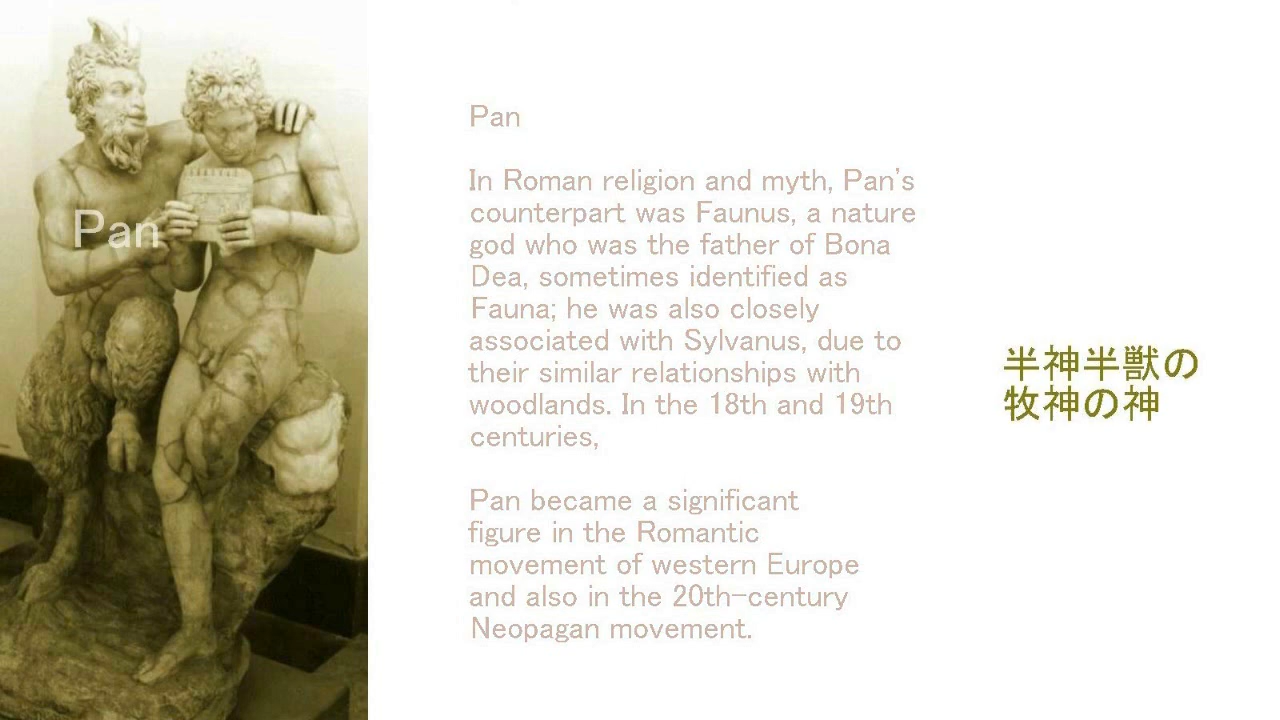 Pan
Pan
In Roman religion and myth, Pan's
counterpart was Faunus, a nature
god who was the father of Bona
Dea, sometimes identified as
Fauna; he was also closely
associated with Sylvanus, due to
their similar relationships with
woodlands. In the 18th and 19th
centuries,
Pan became a significant
figure in the Romantic
movement of western Europe
and also in the 20th-century
Neopagan movement.
半神半獣の
牧神の神